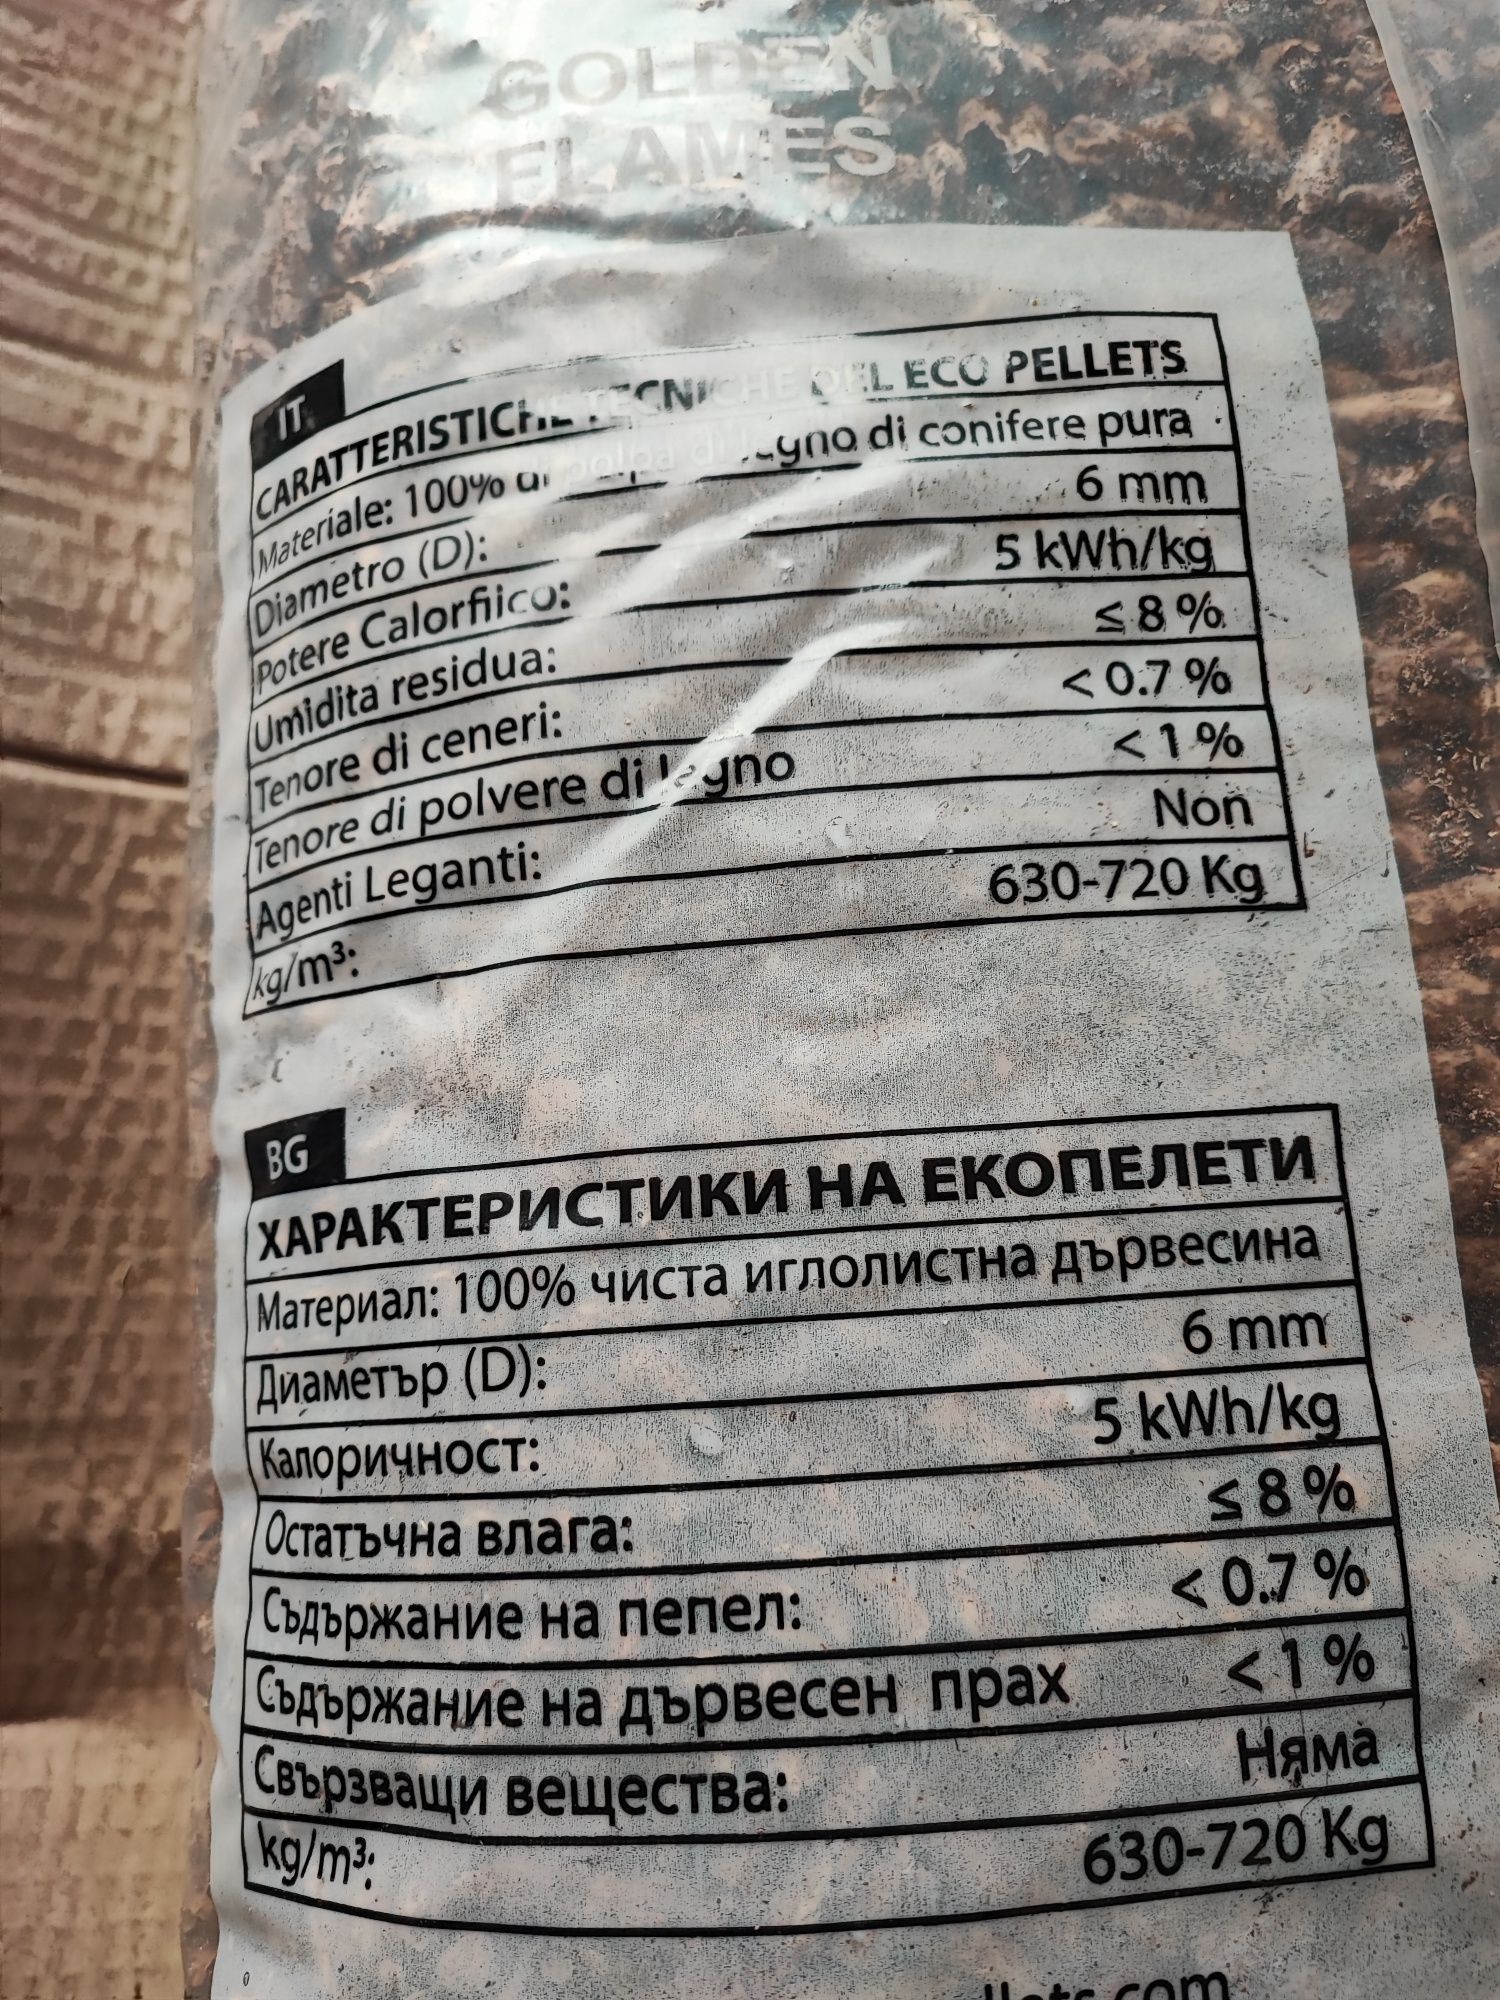 GOLDEN
FLAMES
IT
CARATTERISTICHE TECNICHE DEL ECO PELLETS
Materiale: 100% di polpa di legno di conifere pura
Diametro (D): 6 mm
Potere Calorfiico: 5 kWh/kg
Umidita residua: ≤ 8 %
Tenore di ceneri: < 0.7 %
Tenore di polvere di legno < 1 %
Agenti Leganti: Non
kg/m³: 630-720 Kg
BG
ХАРАКТЕРИСТИКИ НА ЕКОПЕЛЕТИ
Материал: 100% чиста иглолистна дървесина
Диаметър (D): 6 mm
Калоричност: 5 kWh/kg
Остатъчна влага: ≤ 8 %
Съдържание на пепел: < 0.7 %
Съдържание на дървесен прах < 1 %
Свързващи вещества: Няма
kg/m³: 630-720 Kg